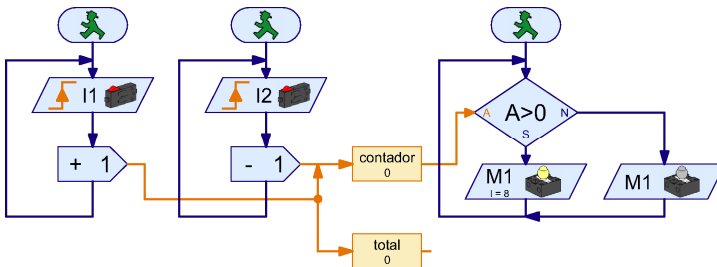 I1
+ 1
I2
- 1
contador
0
total
0
A
A>0
N
S
M1
I = 8
M1